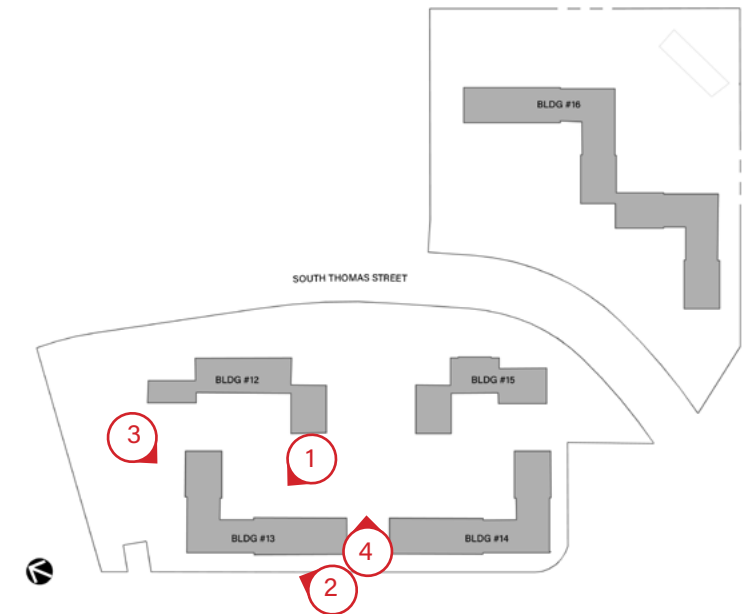 BLDG #16
SOUTH THOMAS STREET
BLDG #12
BLDG #15
3
1
BLDG #13
BLDG #14
4
2